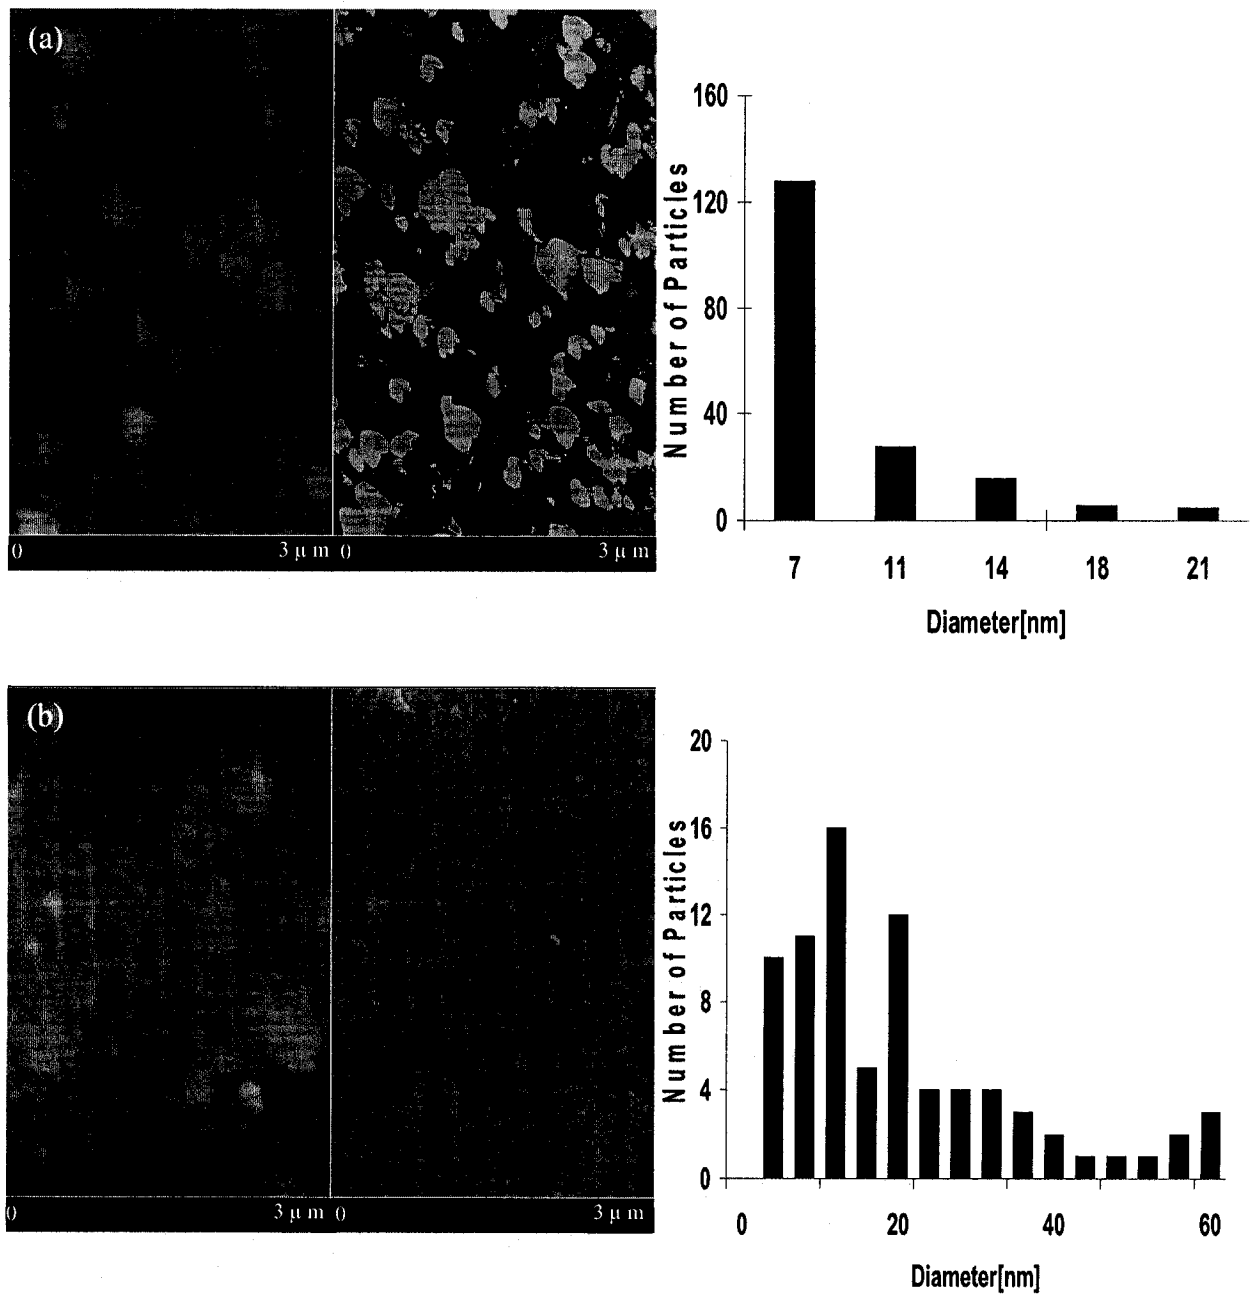 (a)
0 3 μ m 0 3 μ m
Number of Particles
160
120
80
40
0
7 11 14 18 21
Diameter[nm]
(b)
0 3 μ m 0 3 μ m
Number of Particles
20
16
12
8
4
0
0 20 40 60
Diameter[nm]